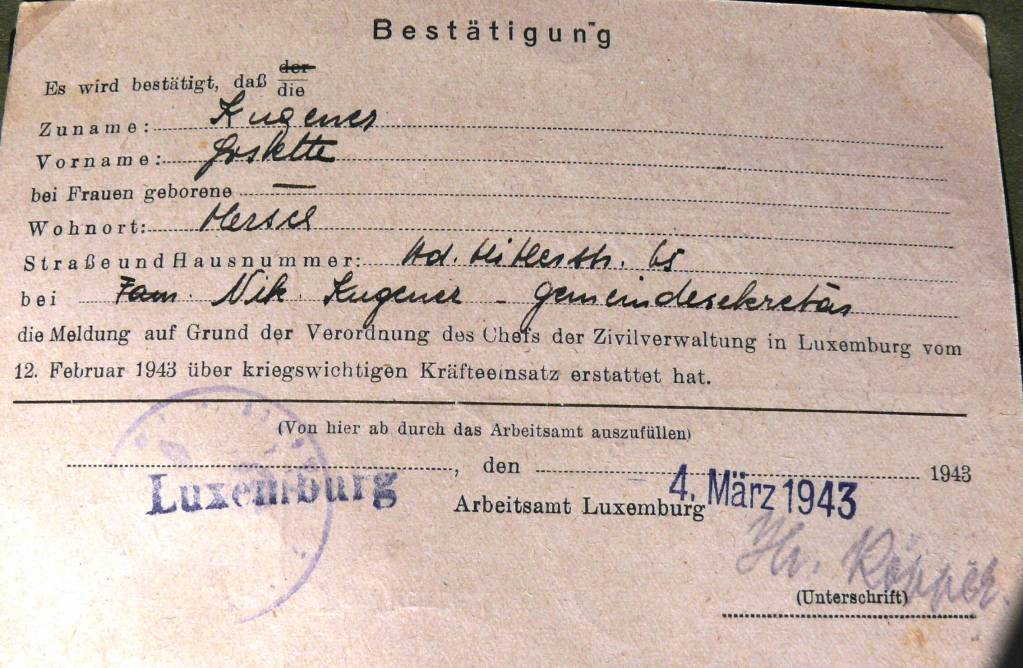 Bestätigung
Es wird bestätigt, daß der die
Zuname: Kugener
Vorname: Joslette
bei Frauen geborene —
Wohnort: Mersch
Straße und Hausnummer: Ad. Hitlerstr. 65
bei Fam. Nik. Kugener - Gemeindesekretär
die Meldung auf Grund der Verordnung des Chefs der Zivilverwaltung in Luxemburg vom
12. Februar 1943 über kriegswichtigen Kräfteeinsatz erstattet hat.
(Von hier ab durch das Arbeitsamt auszufüllen)
Luxemburg, den 4. März 1943 1943
Arbeitsamt Luxemburg
(Unterschrift)